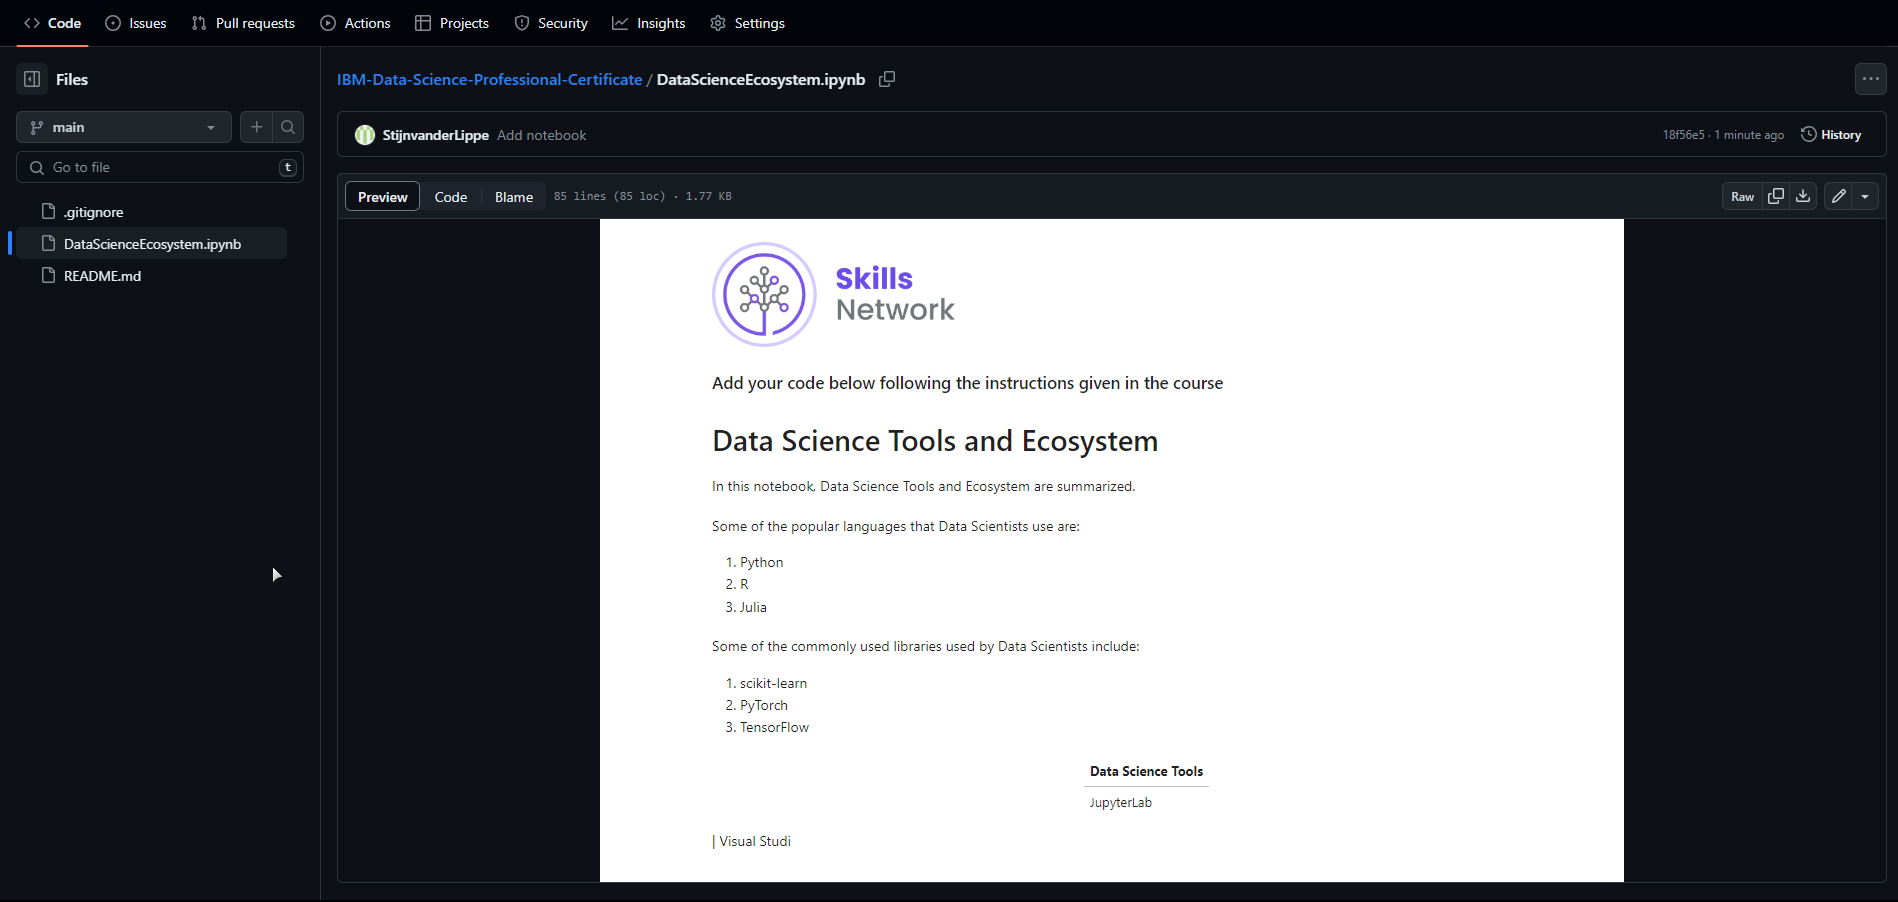 Code Issues Pull requests Actions Projects Security Insights Settings
Files
main
Go to file t
.gitignore
DataScienceEcosystem.ipynb
README.md
IBM-Data-Science-Professional-Certificate / DataScienceEcosystem.ipynb
StijnvanderLippe Add notebook 18f56e5 · 1 minute ago History
Preview Code Blame 85 lines (85 loc) · 1.77 KB Raw
Skills
Network
Add your code below following the instructions given in the course
Data Science Tools and Ecosystem
In this notebook, Data Science Tools and Ecosystem are summarized.
Some of the popular languages that Data Scientists use are:
1. Python
2. R
3. Julia
Some of the commonly used libraries used by Data Scientists include:
1. scikit-learn
2. PyTorch
3. TensorFlow
Data Science Tools
JupyterLab
| Visual Studi